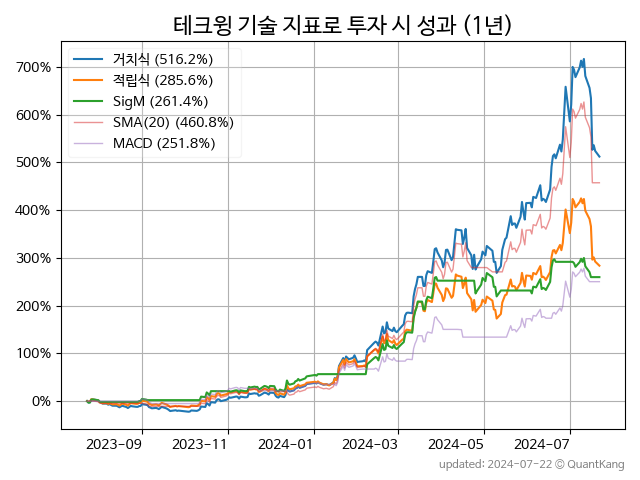 테크윙 기술 지표로 투자 시 성과 (1년)
거치식 (516.2%)
적립식 (285.6%)
SigM (261.4%)
SMA(20) (460.8%)
MACD (251.8%)
700%
600%
500%
400%
300%
200%
100%
0%
2023-09
2023-11
2024-01
2024-03
2024-05
2024-07
updated: 2024-07-22 @ QuantKang